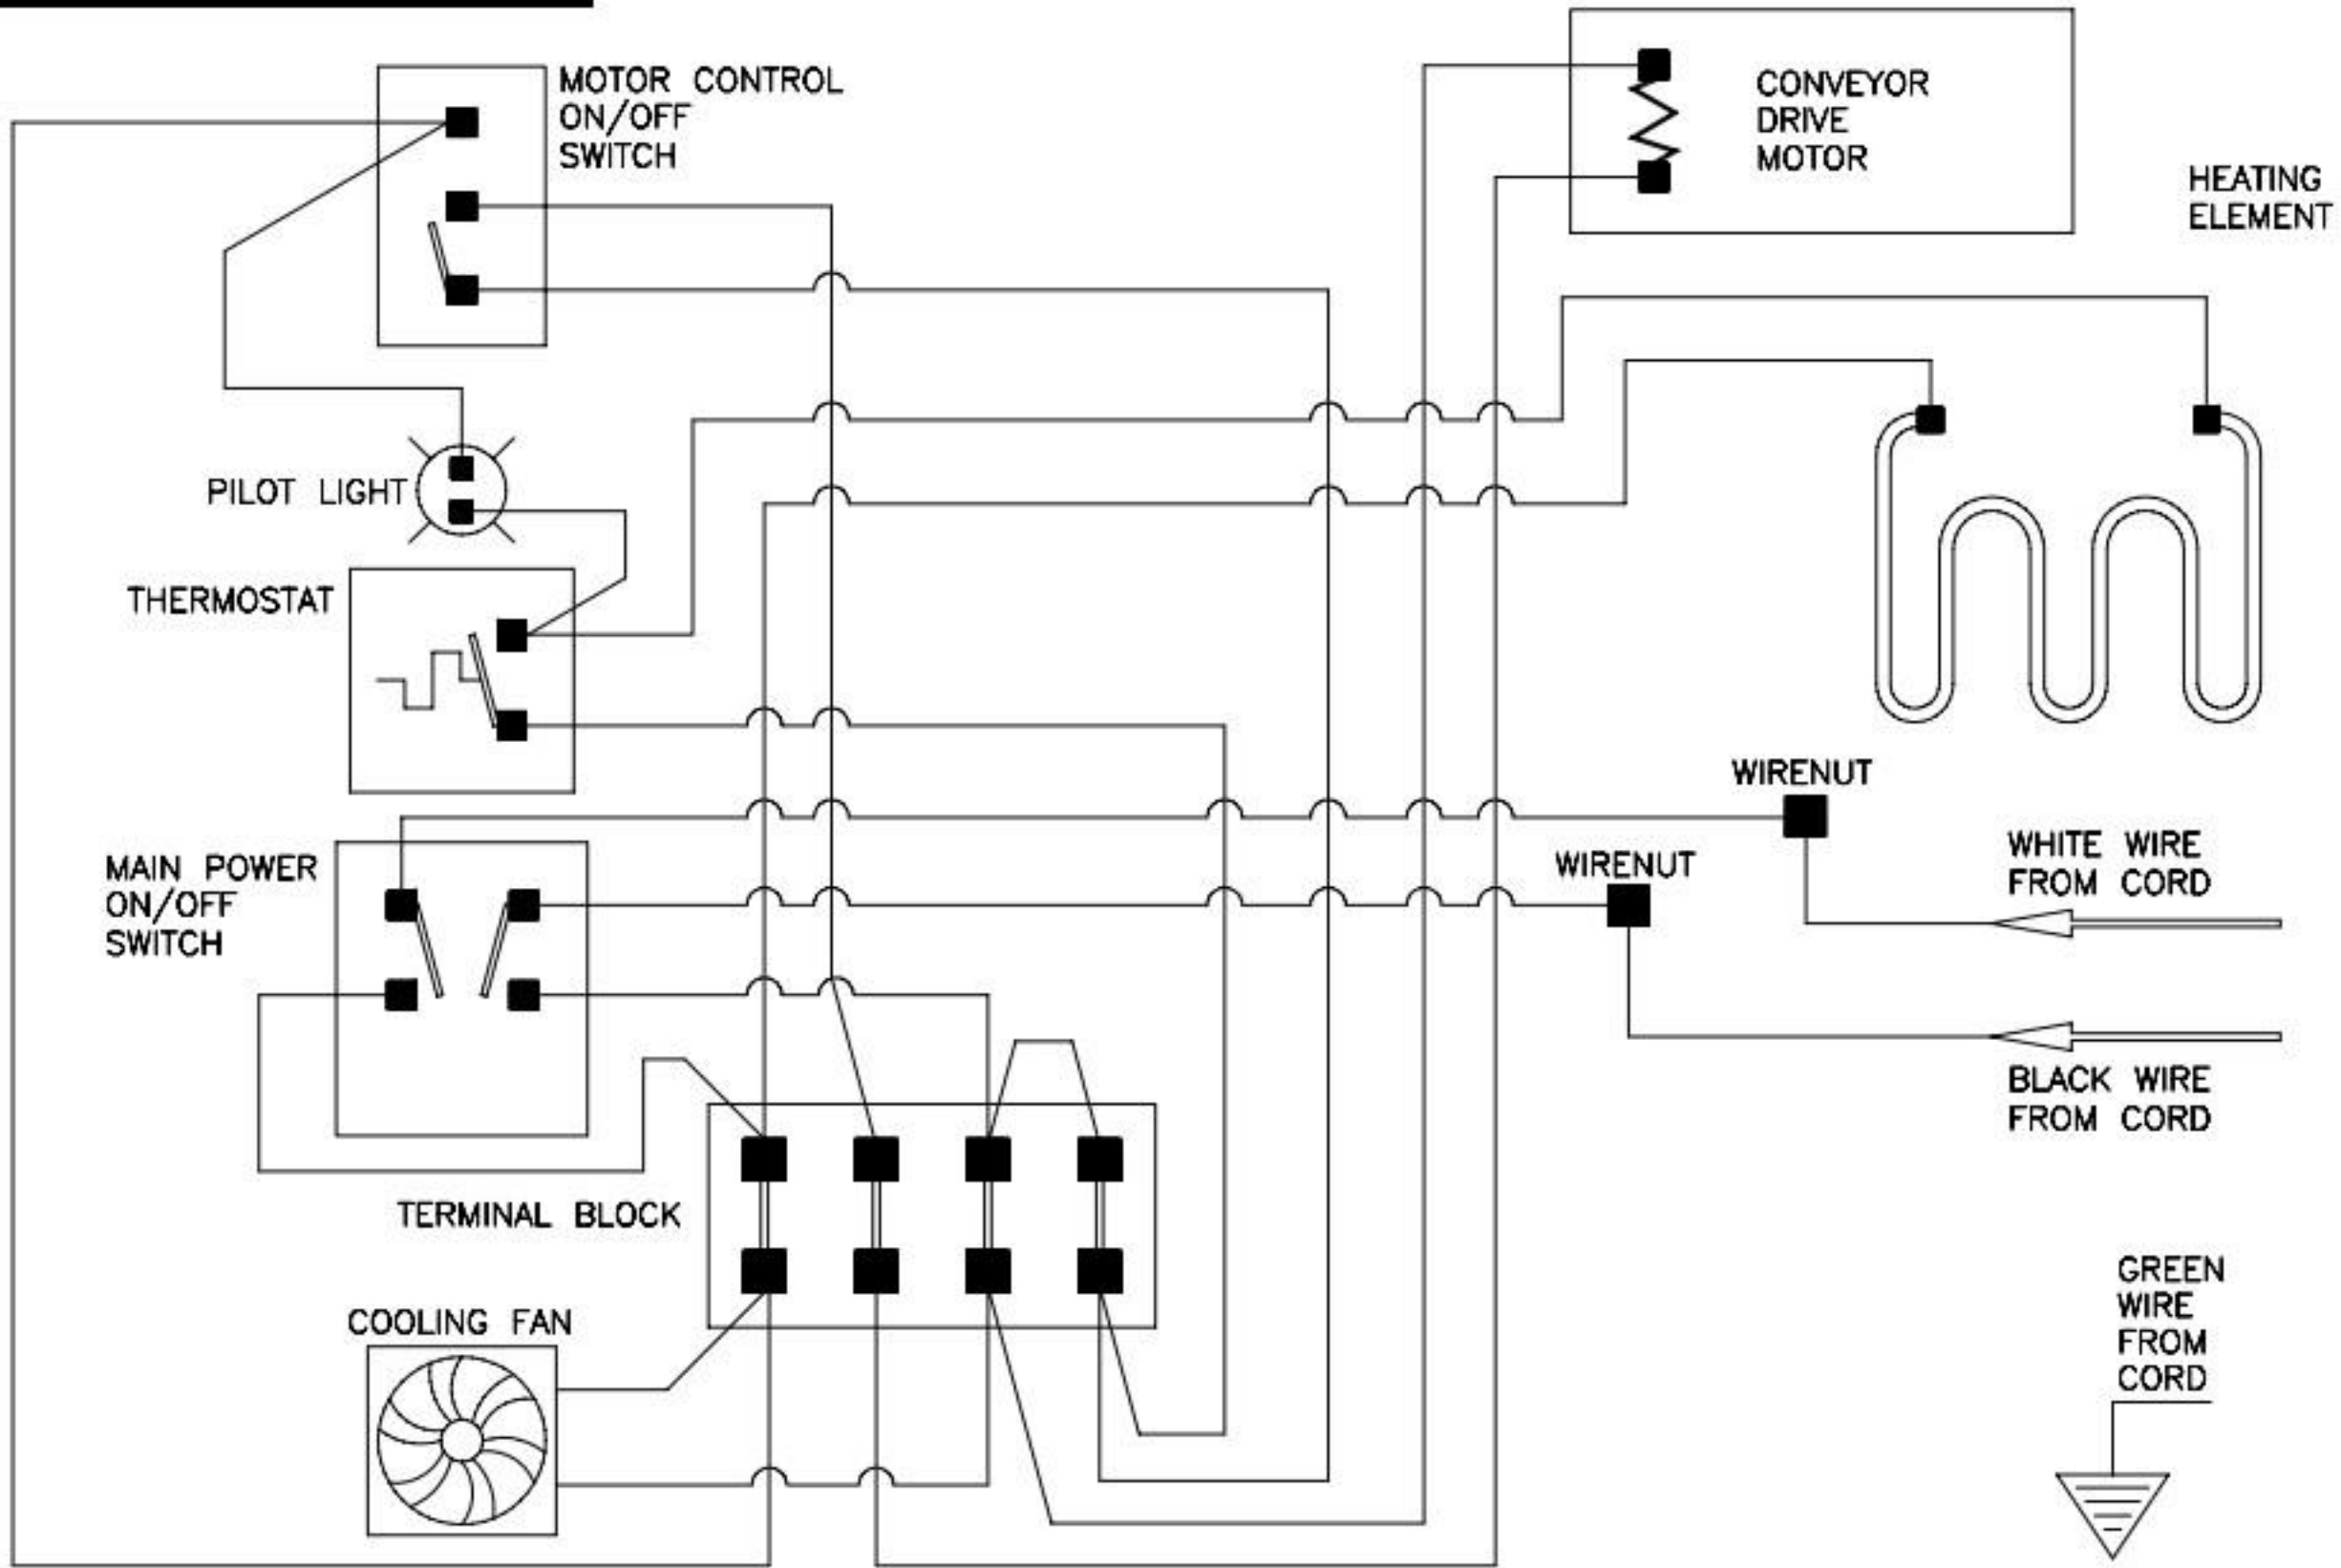 MOTOR CONTROL
ON/OFF
SWITCH
CONVEYOR
DRIVE
MOTOR
HEATING
ELEMENT
PILOT LIGHT
THERMOSTAT
WIRENUT
WHITE WIRE
FROM CORD
WIRENUT
MAIN POWER
ON/OFF
SWITCH
BLACK WIRE
FROM CORD
TERMINAL BLOCK
GREEN
WIRE
FROM
CORD
COOLING FAN